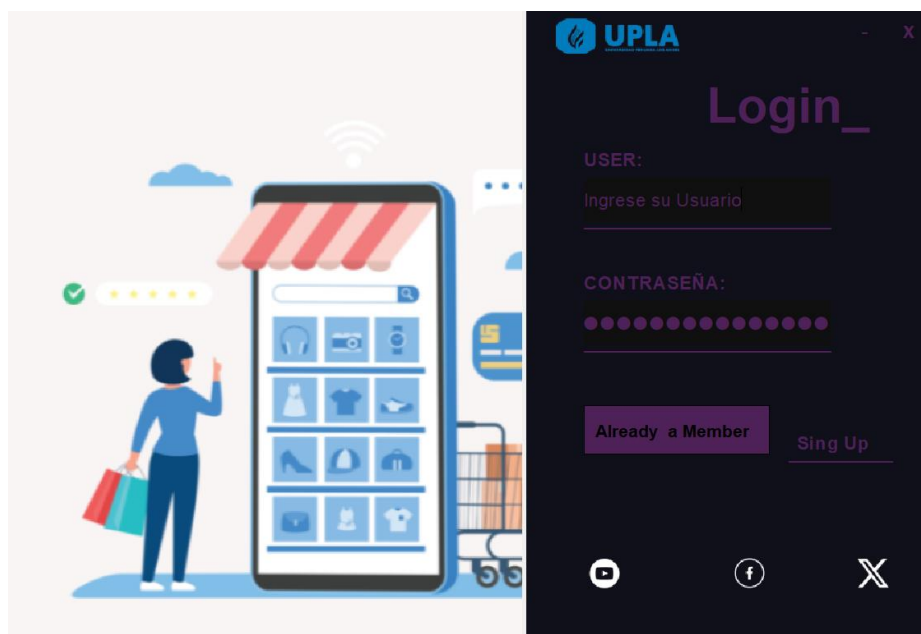 UPLA
- X
Login_
USER:
Ingrese su Usuario
CONTRASEÑA:
Already a Member
Sing Up